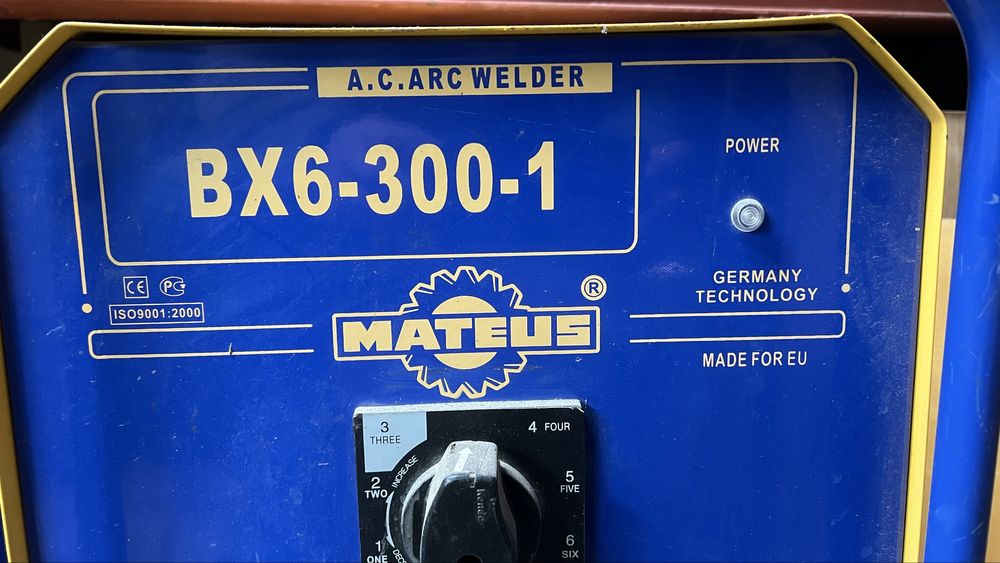 A.C.ARC WELDER
BX6-300-1
POWER
CE PG
ISO9001:2000
GERMANY
TECHNOLOGY
MATEUS ®
MADE FOR EU
3
THREE
4 FOUR
INCREASE
2
TWO
5
FIVE
1
ONE
6
SIX